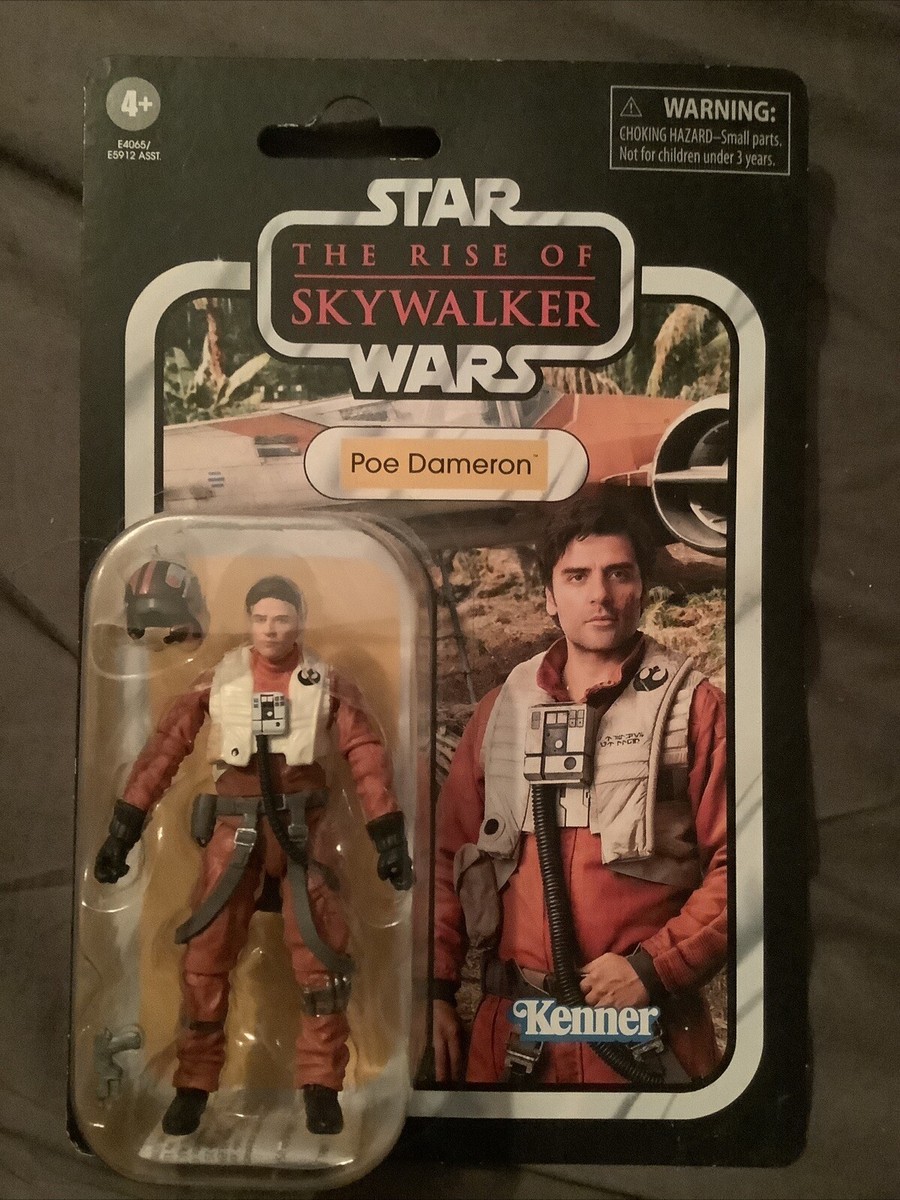 4+
E4065/
E5912 ASST.
WARNING:
CHOKING HAZARD–Small parts.
Not for children under 3 years.
STAR
THE RISE OF
SKYWALKER
WARS
Poe Dameron™
Kenner